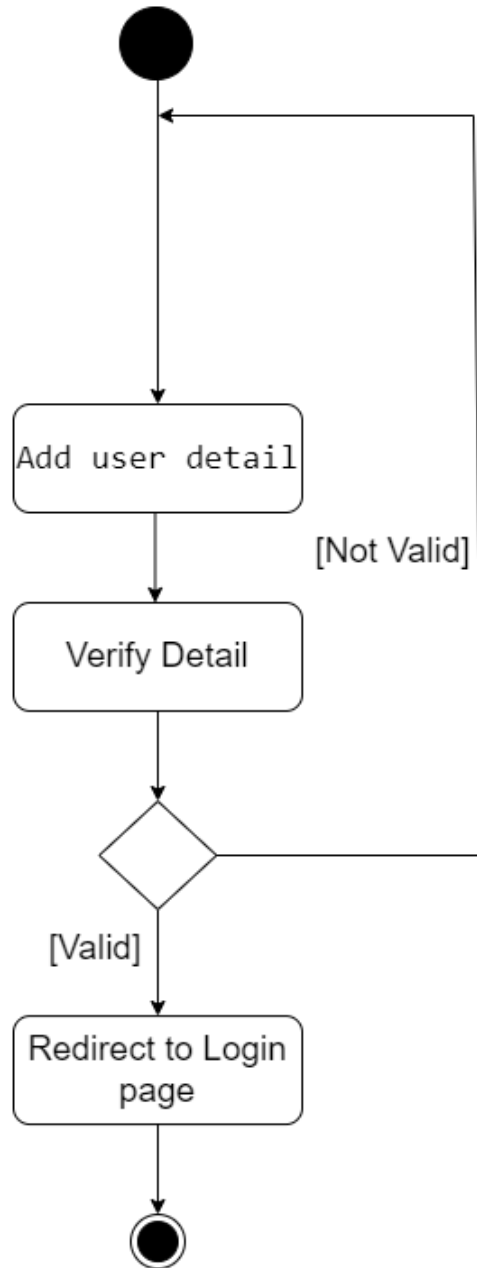 Add user detail
[Not Valid]
Verify Detail
[Valid]
Redirect to Login
page